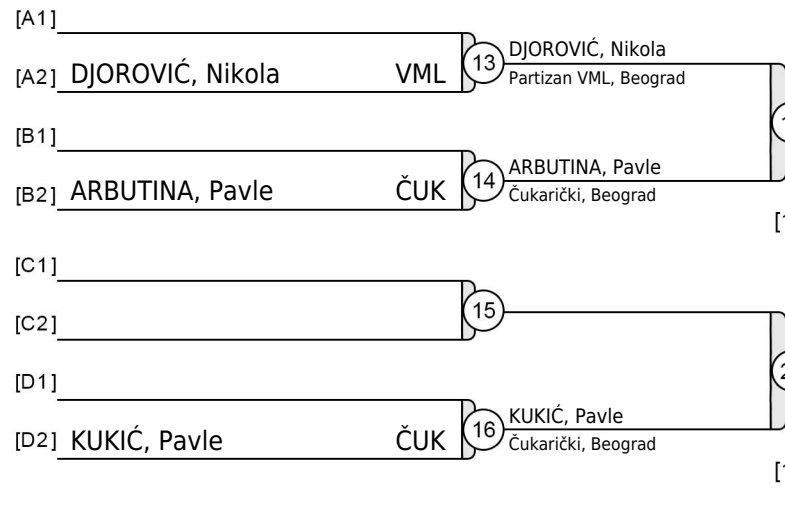 [A1]
[A2] DJOROVIĆ, Nikola VML
13 DJOROVIĆ, Nikola
Partizan VML, Beograd
[B1]
[B2] ARBUTINA, Pavle ČUK
14 ARBUTINA, Pavle
Čukarički, Beograd
[C1]
[C2]
15
[D1]
[D2] KUKIĆ, Pavle ČUK
16 KUKIĆ, Pavle
Čukarički, Beograd